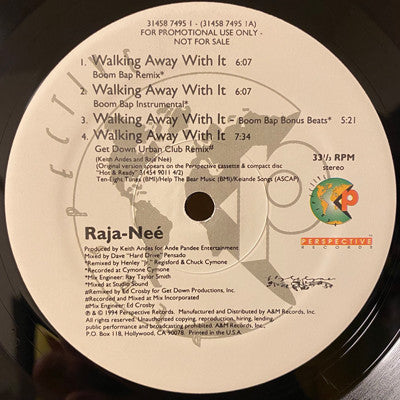 31458 7495 1 - (31458 7495 1A)
FOR PROMOTIONAL USE ONLY -
NOT FOR SALE
1. Walking Away With It 6:07
Boom Bap Remix*
2. Walking Away With It 6:07
Boom Bap Instrumental*
3. Walking Away With It – Boom Bap Bonus Beats* 5:21
4. Walking Away With It 7:34
Get Down Urban Club Remix#
(Keith Andes and Raja Neé)
(Original version appears on the Perspective cassette & compact disc
"Hot & Ready" 31454 9011 4/2)
Ten-Eight Tunes (BMI)/Help The Bear Music (BMI)/Keiande Songs (ASCAP)
33⅓ RPM
stereo
P
PERSPECTIVE
RECORDS
Raja-Neé
Produced by Keith Andes for Ande Pandee Entertainment
Mixed by Dave "Hard Drive" Pensado
*Remixed by Henley "Jr." Regisford & Chuck Cymone
*Recorded at Cymone Cymone
*Mix Engineer: Ray Taylor Smith
*Mixed at Studio Sound
#Remixed by Ed Crosby for Get Down Productions, Inc.
#Recorded and Mixed at Mix Incorporated
#Mix Engineer: Ed Crosby
℗ & © 1994 Perspective Records. Manufactured and Distributed by A&M Records, Inc.
All rights reserved. Unauthorized copying, reproduction, hiring, lending,
public performance and broadcasting prohibited. A&M Records, Inc.,
P.O. Box 118, Hollywood, CA 90078. Printed in the U.S.A.